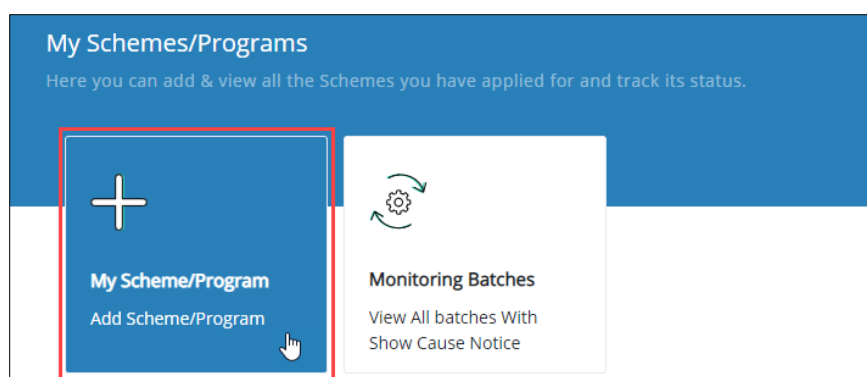 My Schemes/Programs
Here you can add & view all the Schemes you have applied for and track its status.
My Scheme/Program
Add Scheme/Program
Monitoring Batches
View All batches With
Show Cause Notice